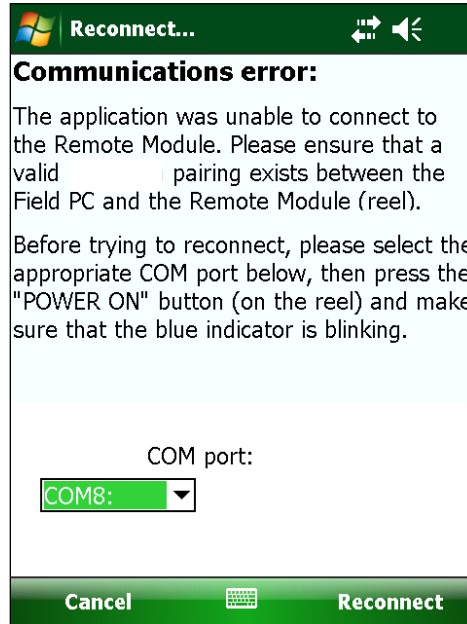 Reconnect...
Communications error:
The application was unable to connect to
the Remote Module. Please ensure that a
valid pairing exists between the
Field PC and the Remote Module (reel).
Before trying to reconnect, please select the
appropriate COM port below, then press the
"POWER ON" button (on the reel) and make
sure that the blue indicator is blinking.
COM port:
COM8:
Cancel Reconnect